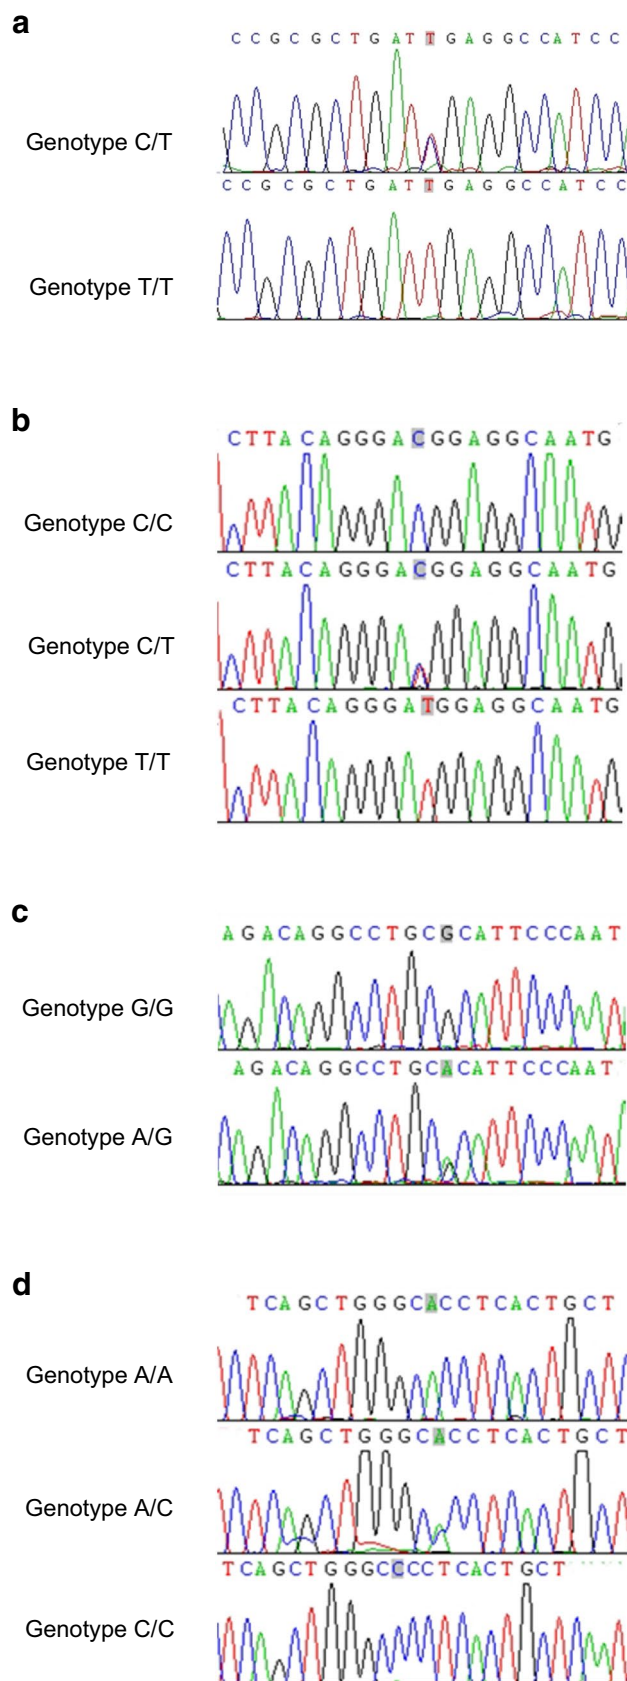 a
C C G C G C T G A T T G A G G C C A T C C
Genotype C/T
C C G C G C T G A T T G A G G C C A T C C
Genotype T/T
b
C T T A C A G G G A C G G A G G C A A T G
Genotype C/C
C T T A C A G G G A C G G A G G C A A T G
Genotype C/T
C T T A C A G G G A T G G A G G C A A T G
Genotype T/T
c
A G A C A G G C C T G C G C A T T C C C A A T
Genotype G/G
A G A C A G G C C T G C A C A T T C C C A A T
Genotype A/G
d
T C A G C T G G G C A C C T C A C T G C T
Genotype A/A
T C A G C T G G G C A C C T C A C T G C T
Genotype A/C
T C A G C T G G G C C C C T C A C T G C T
Genotype C/C